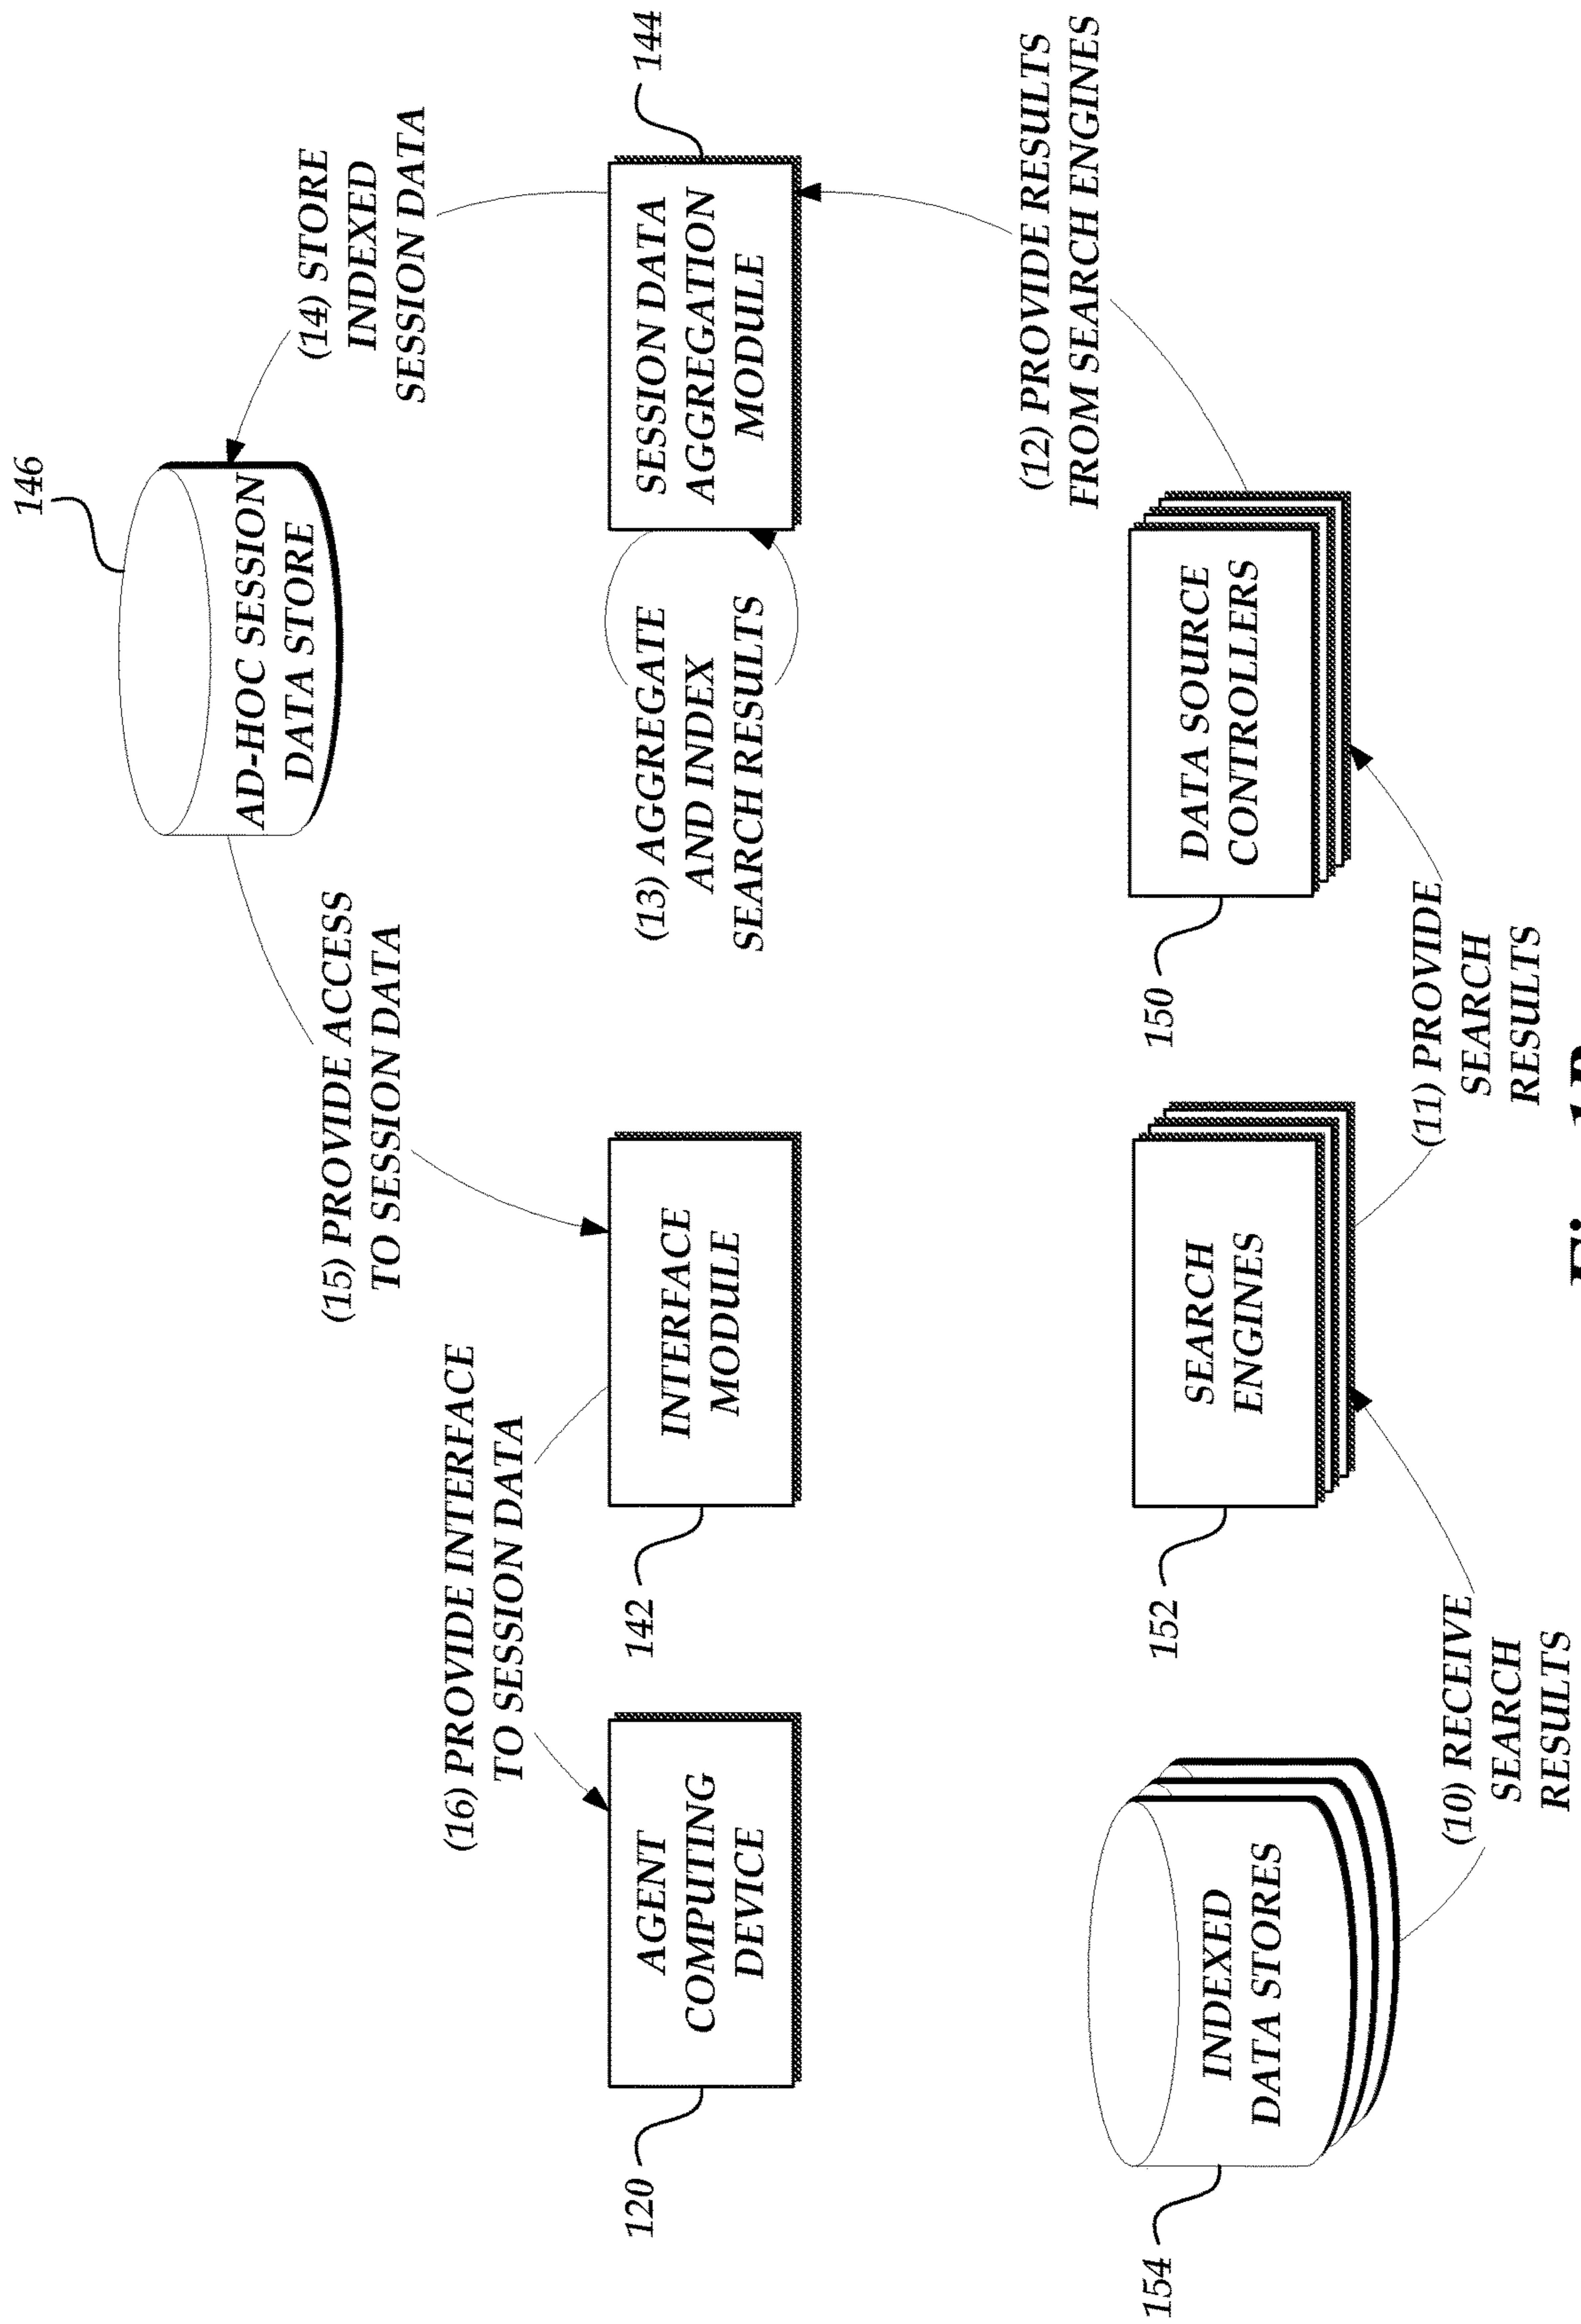 146
AD-HOC SESSION
DATA STORE
(14) STORE
INDEXED
SESSION DATA
(15) PROVIDE ACCESS
TO SESSION DATA
(16) PROVIDE INTERFACE
TO SESSION DATA
120
AGENT
COMPUTING
DEVICE
142
INTERFACE
MODULE
(13) AGGREGATE
AND INDEX
SEARCH RESULTS
SESSION DATA
AGGREGATION
MODULE
144
(12) PROVIDE RESULTS
FROM SEARCH ENGINES
154
INDEXED
DATA STORES
152
SEARCH
ENGINES
150
DATA SOURCE
CONTROLLERS
(10) RECEIVE
SEARCH
RESULTS
(11) PROVIDE
SEARCH
RESULTS